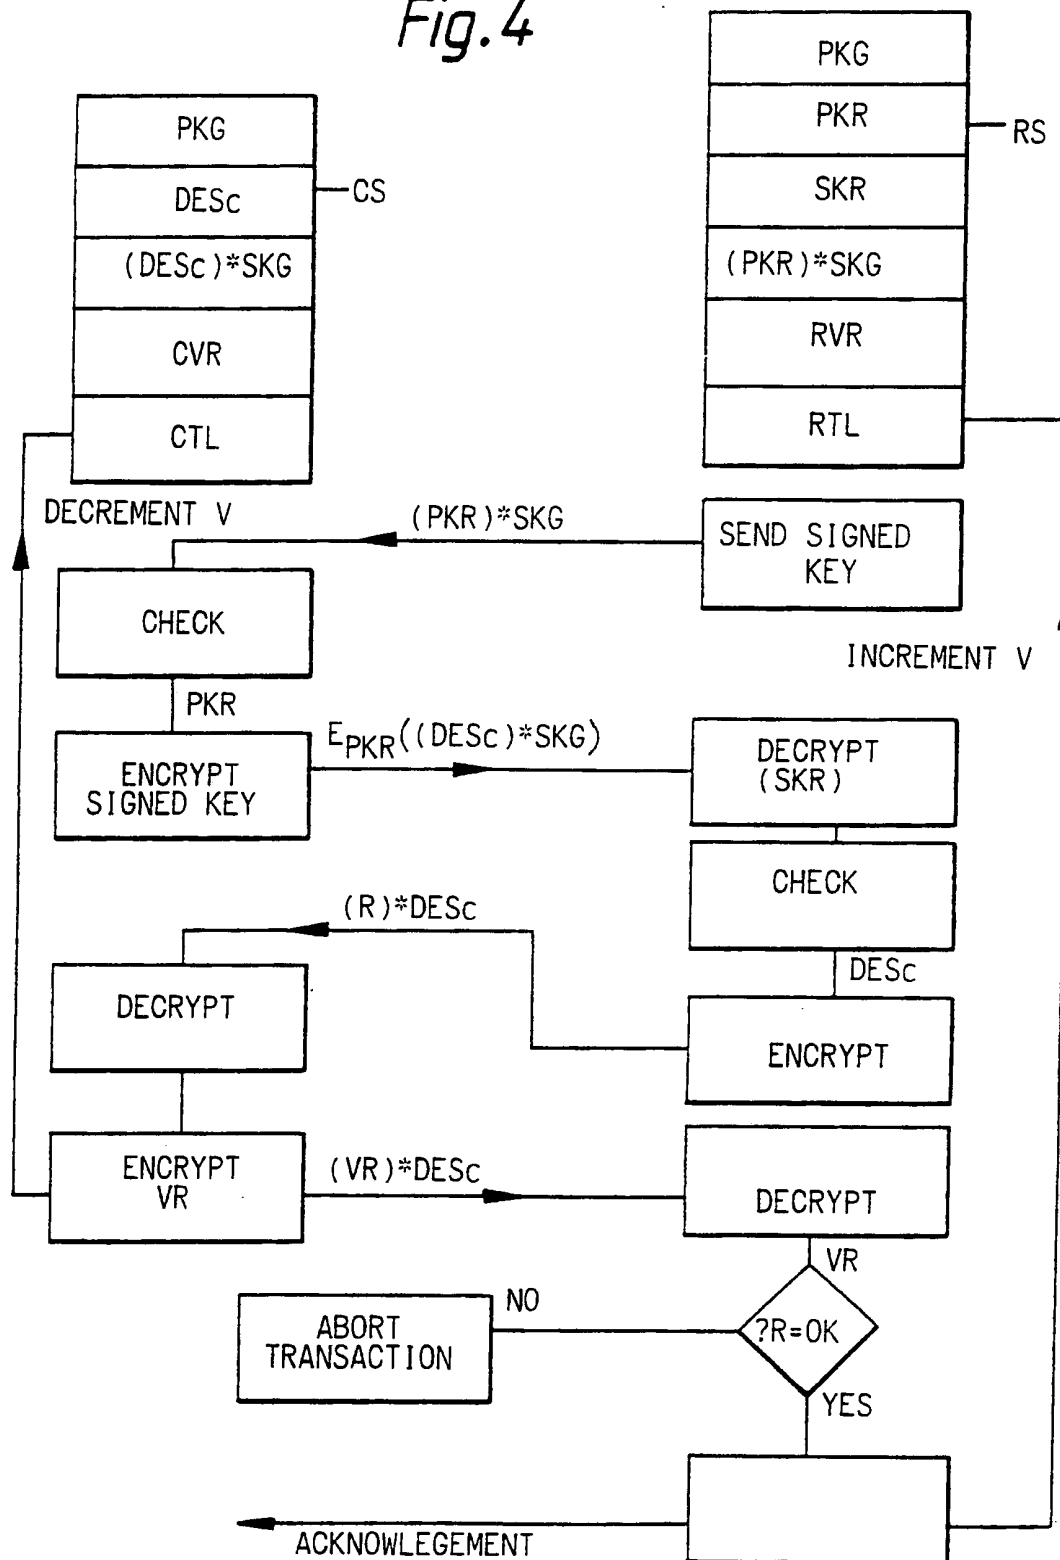 Fig.4
PKG
DESc
CS
(DESc)*SKG
CVR
CTL
PKG
PKR
RS
SKR
(PKR)*SKG
RVR
RTL
DECREMENT V
(PKR)*SKG
SEND SIGNED
KEY
CHECK
INCREMENT V
PKR
EPKR((DESc)*SKG)
ENCRYPT
SIGNED KEY
DECRYPT
(SKR)
CHECK
(R)*DESc
DESc
DECRYPT
ENCRYPT
ENCRYPT
VR
(VR)*DESc
DECRYPT
VR
?R=OK
NO
ABORT
TRANSACTION
YES
ACKNOWLEGEMENT